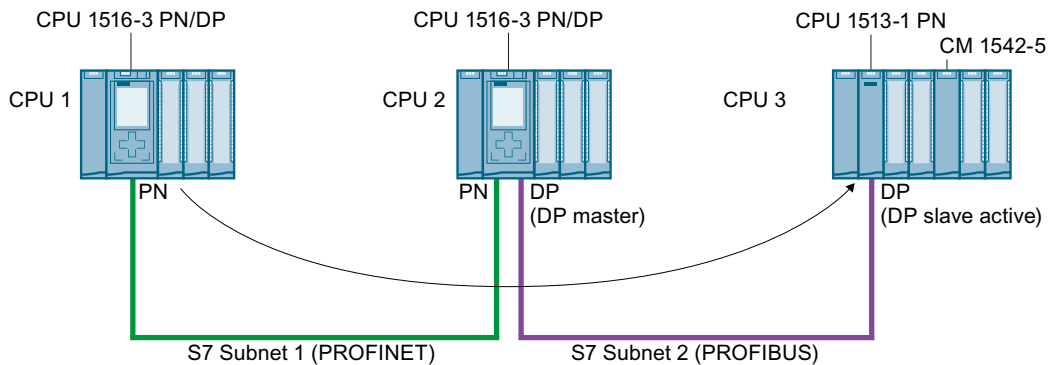 CPU 1516-3 PN/DP
CPU 1516-3 PN/DP
CPU 1513-1 PN
CM 1542-5
CPU 1
CPU 2
CPU 3
PN
PN
DP
(DP master)
DP
(DP slave active)
S7 Subnet 1 (PROFINET)
S7 Subnet 2 (PROFIBUS)